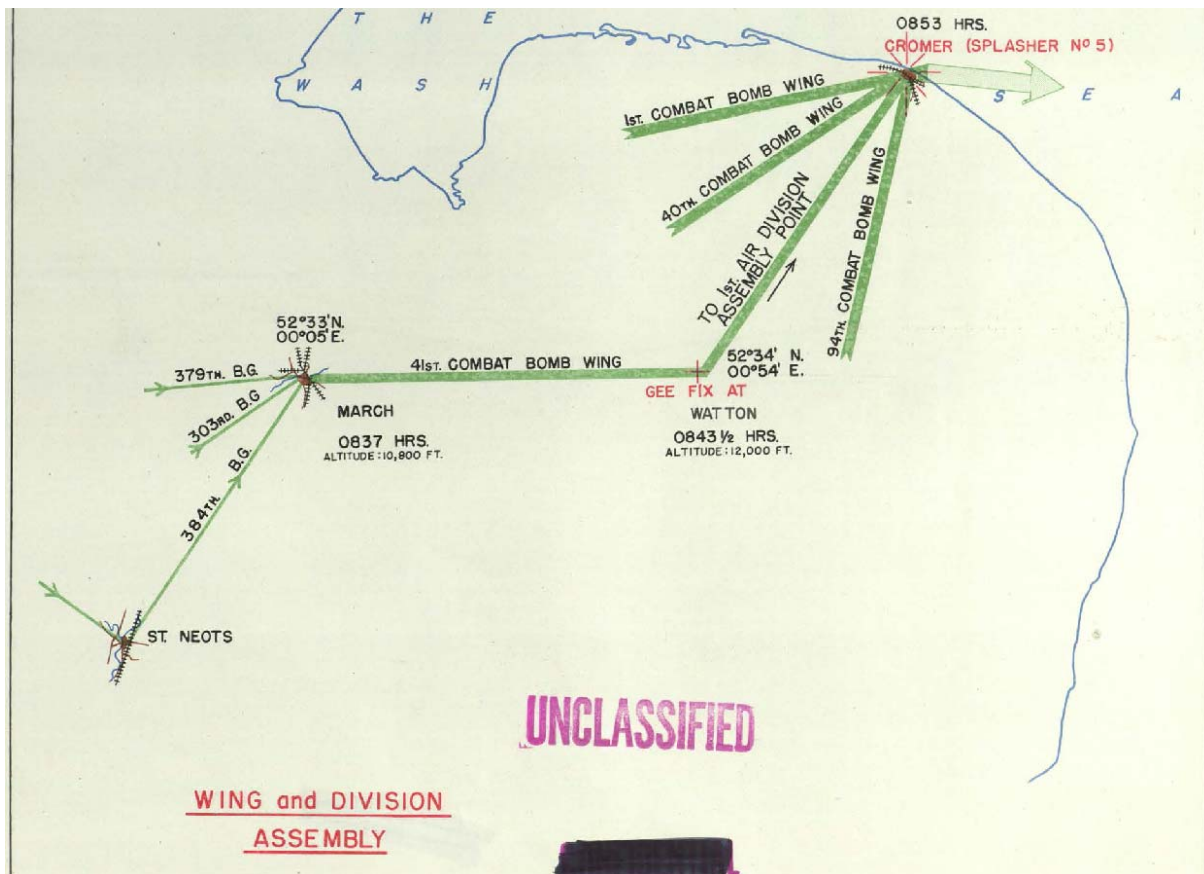 T H E
W A S H
0853 HRS.
CROMER (SPLASHER Nº 5)
S E A
1ST. COMBAT BOMB WING
40TH. COMBAT BOMB WING
TO 1ST. AIR DIVISION
ASSEMBLY POINT
94TH. COMBAT BOMB WING
52°33'N.
00°05'E.
379TH. B.G.
303RD. B.G
384TH. B.G.
41ST. COMBAT BOMB WING
MARCH
0837 HRS.
ALTITUDE:10,800 FT.
52°34' N.
00°54' E.
GEE FIX AT
WATTON
0843 ½ HRS.
ALTITUDE:12,000 FT.
ST. NEOTS
UNCLASSIFIED
WING and DIVISION
ASSEMBLY